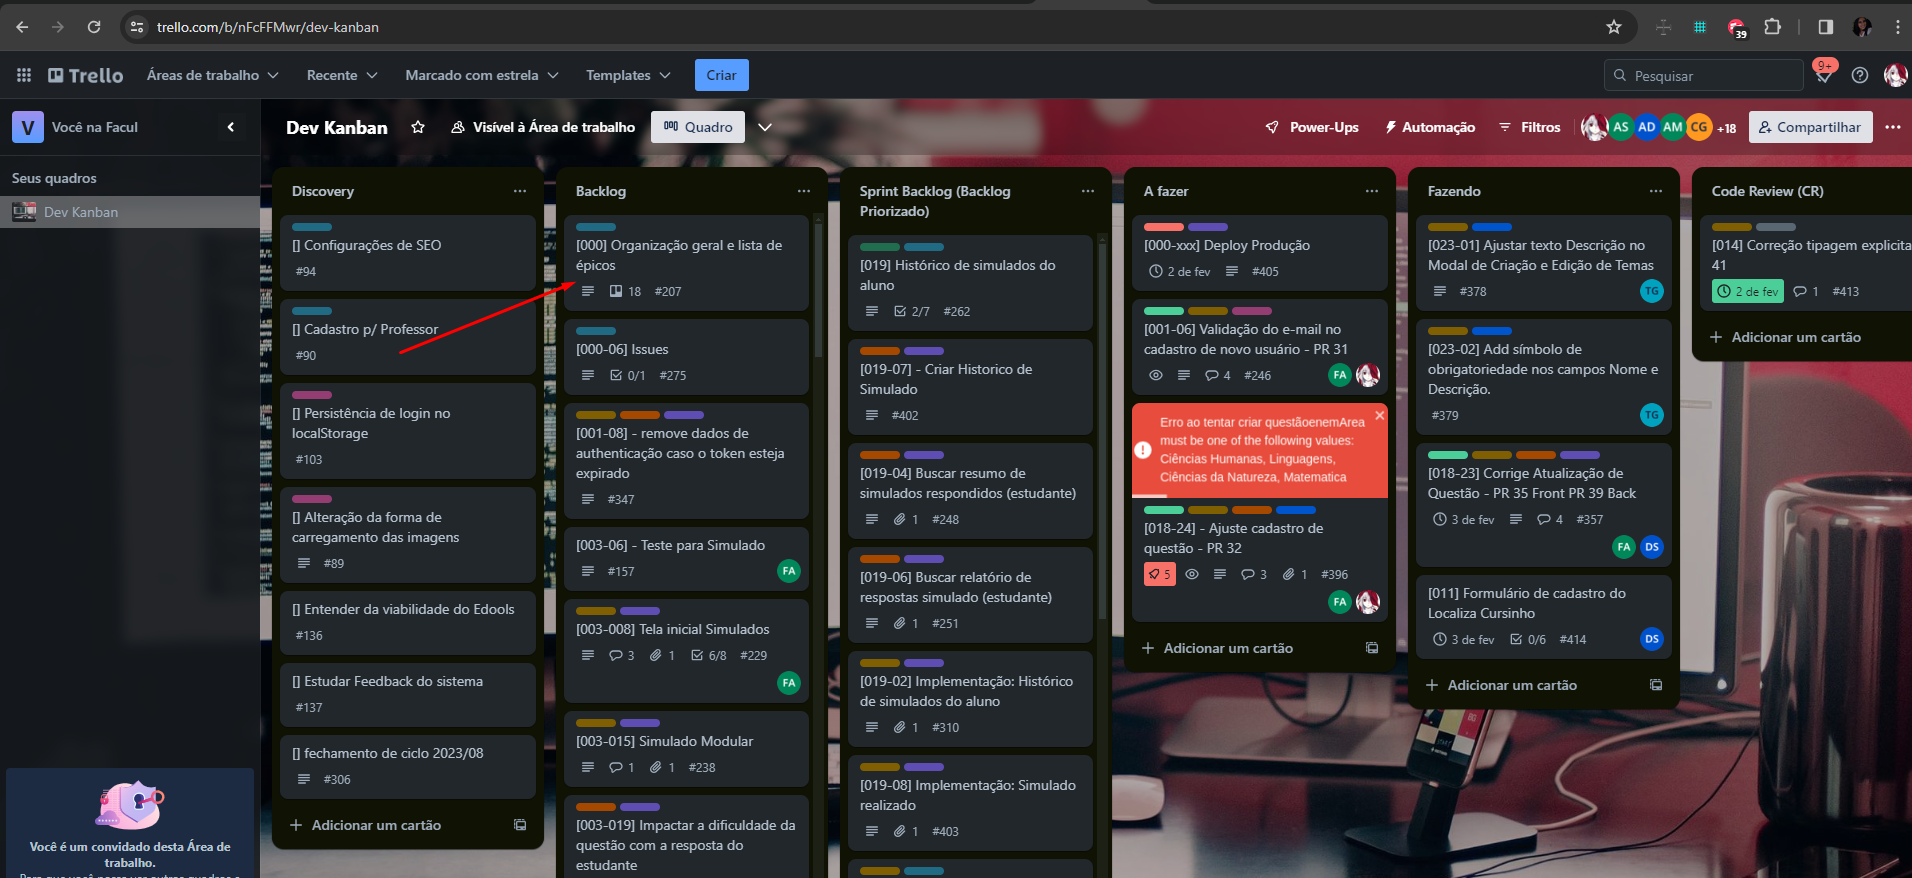 trello.com/b/nFcFFMwr/dev-kanban
39
Trello
Áreas de trabalho
Recente
Marcado com estrela
Templates
Criar
Pesquisar
9+
V
Você na Facul
Dev Kanban
Visível à Área de trabalho
Quadro
Power-Ups
Automação
Filtros
AS
AD
AM
CG
+18
Compartilhar
Seus quadros
Dev Kanban
Você é um convidado desta Área de
trabalho.
Discovery
[] Configurações de SEO
#94
[] Cadastro p/ Professor
#90
[] Persistência de login no
localStorage
#103
[] Alteração da forma de
carregamento das imagens
#89
[] Entender da viabilidade do Edools
#136
[] Estudar Feedback do sistema
#137
[] fechamento de ciclo 2023/08
#306
Adicionar um cartão
Backlog
[000] Organização geral e lista de
épicos
18 #207
[000-06] Issues
0/1 #275
[001-08] - remove dados de
autenticação caso o token esteja
expirado
#347
[003-06] - Teste para Simulado
#157
FA
[003-008] Tela inicial Simulados
3 1 6/8 #229
FA
[003-015] Simulado Modular
1 1 #238
[003-019] Impactar a dificuldade da
questão com a resposta do
estudante
Sprint Backlog (Backlog
Priorizado)
[019] Histórico de simulados do
aluno
2/7 #262
[019-07] - Criar Historico de
Simulado
#402
[019-04] Buscar resumo de
simulados respondidos (estudante)
1 #248
[019-06] Buscar relatório de
respostas simulado (estudante)
1 #251
[019-02] Implementação: Histórico
de simulados do aluno
1 #310
[019-08] Implementação: Simulado
realizado
1 #403
A fazer
[000-xxx] Deploy Produção
2 de fev #405
[001-06] Validação do e-mail no
cadastro de novo usuário - PR 31
4 #246
FA
Erro ao tentar criar questãoenemArea
must be one of the following values:
Ciências Humanas, Linguagens,
Ciências da Natureza, Matematica
[018-24] - Ajuste cadastro de
questão - PR 32
5 3 1 #396
FA
Adicionar um cartão
Fazendo
[023-01] Ajustar texto Descrição no
Modal de Criação e Edição de Temas
#378
TG
[023-02] Add símbolo de
obrigatoriedade nos campos Nome e
Descrição.
#379
TG
[018-23] Corrige Atualização de
Questão - PR 35 Front PR 39 Back
3 de fev 4 #357
FA DS
[011] Formulário de cadastro do
Localiza Cursinho
3 de fev 0/6 #414
DS
Adicionar um cartão
Code Review (CR)
[014] Correção tipagem explicita
41
2 de fev 1 #413
Adicionar um cartão